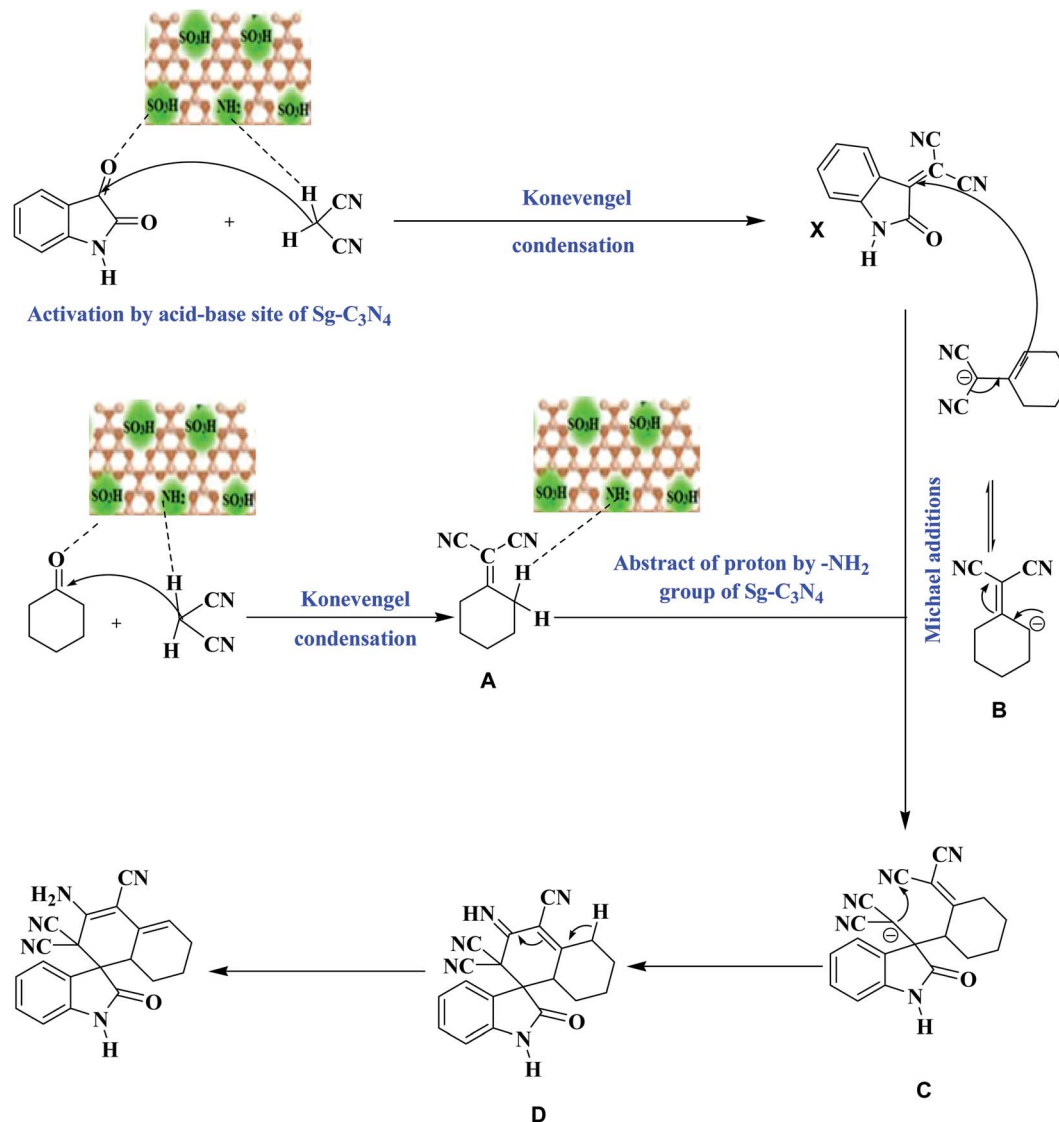 SO3H SO3H
SO3H NH2 SO3H
O
O
N
H
+
H
H
CN
CN
Konevengel
condensation
NC
CN
C
X
N
H
O
Activation by acid-base site of Sg-C3N4
NC
NC
⊖
SO3H SO3H
SO3H NH2 SO3H
SO3H SO3H
SO3H NH2 SO3H
O
+
H
H
CN
CN
Konevengel
condensation
NC
CN
C
H
H
A
Abstract of proton by -NH2
group of Sg-C3N4
Michael additions
NC
CN
⊖
B
H2N
CN
NC
NC
O
N
H
HN
CN
H
NC
NC
O
N
H
D
NC
CN
NC
NC
⊖
O
N
H
C